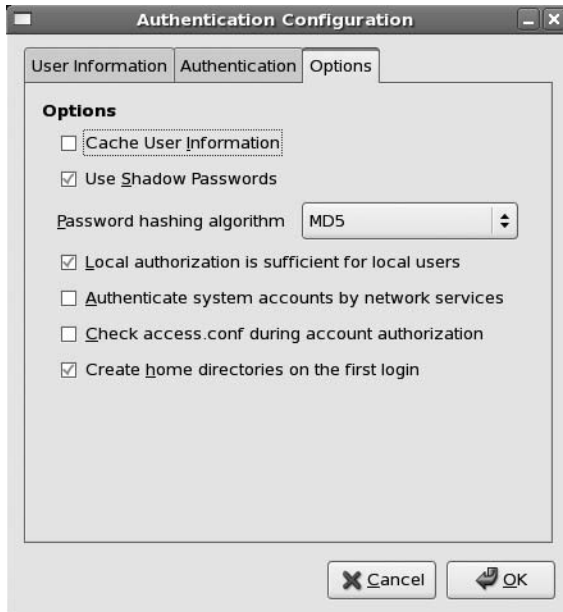 Authentication Configuration
User Information Authentication Options
Options
Cache User Information
Use Shadow Passwords
Password hashing algorithm MD5
Local authorization is sufficient for local users
Authenticate system accounts by network services
Check access.conf during account authorization
Create home directories on the first login
Cancel OK